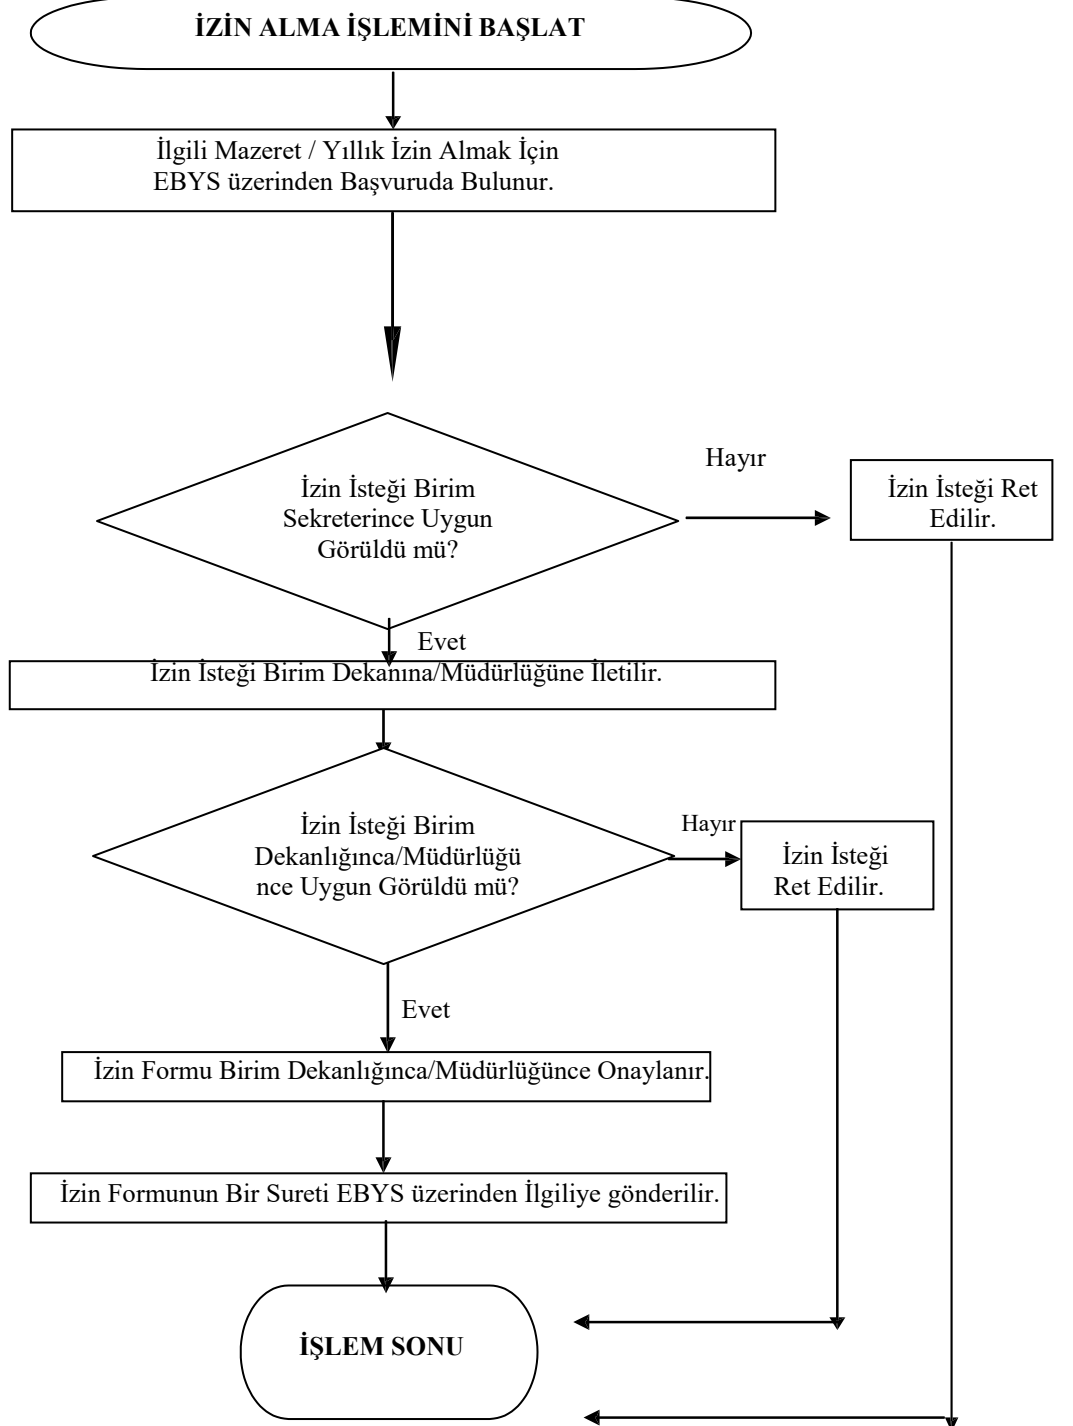 İZİN ALMA İŞLEMİNİ BAŞLAT
İlgili Mazeret / Yıllık İzin Almak İçin
EBYS üzerinden Başvuruda Bulunur.
İzin İsteği Birim
Sekreterince Uygun
Görüldü mü?
Hayır
İzin İsteği Ret
Edilir.
Evet
İzin İsteği Birim Dekanına/Müdürlüğüne İletilir.
İzin İsteği Birim
Dekanlığınca/Müdürlüğü
nce Uygun Görüldü mü?
Hayır
İzin İsteği
Ret Edilir.
Evet
İzin Formu Birim Dekanlığınca/Müdürlüğünce Onaylanır.
İzin Formunun Bir Sureti EBYS üzerinden İlgiliye gönderilir.
İŞLEM SONU